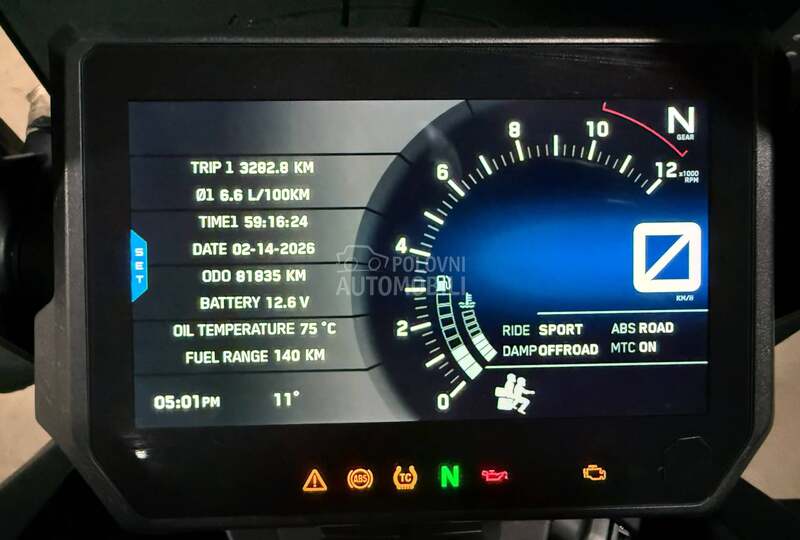 TRIP 1 3282.8 KM
Ø1 6.6 L/100KM
TIME1 59:16:24
DATE 02-14-2026
ODO 81835 KM
BATTERY 12.6 V
OIL TEMPERATURE 75 °C
FUEL RANGE 140 KM
SET
05:01PM 11°
0
2
4
6
8
10
12 x1000
RPM
N
GEAR
0
KM/H
RIDE SPORT ABS ROAD
DAMP OFFROAD MTC ON
POLOVNI
AUTOMOBILI
ABS TC N